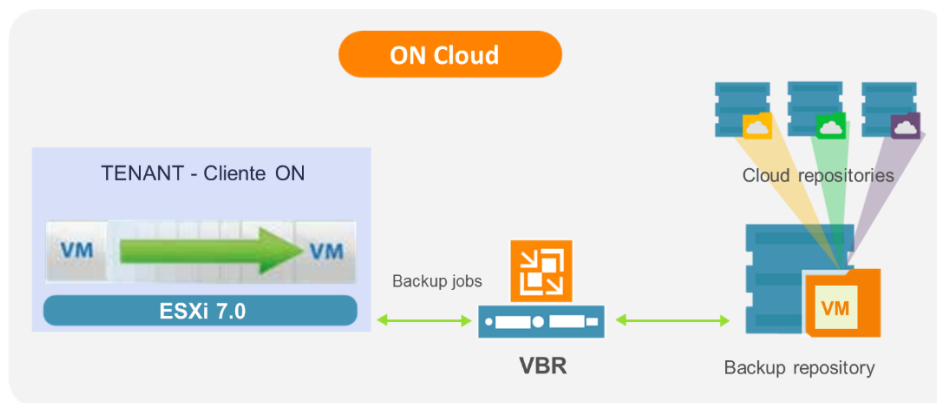 ON Cloud
TENANT - Cliente ON
VM
VM
ESXi 7.0
Backup jobs
VBR
Cloud repositories
VM
Backup repository